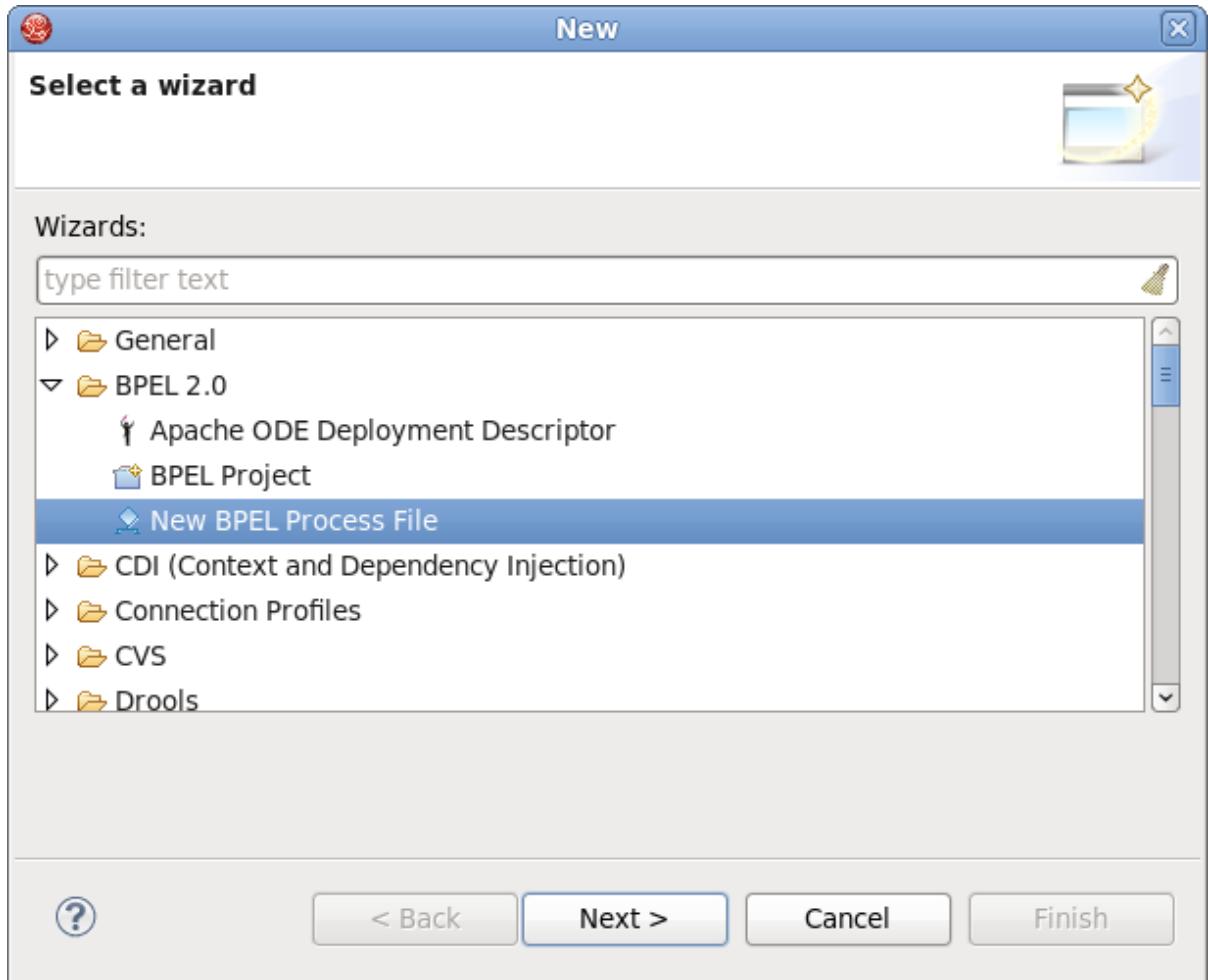 New
Select a wizard
Wizards:
type filter text
General
BPEL 2.0
Apache ODE Deployment Descriptor
BPEL Project
New BPEL Process File
CDI (Context and Dependency Injection)
Connection Profiles
CVS
Drools
< Back Next > Cancel Finish